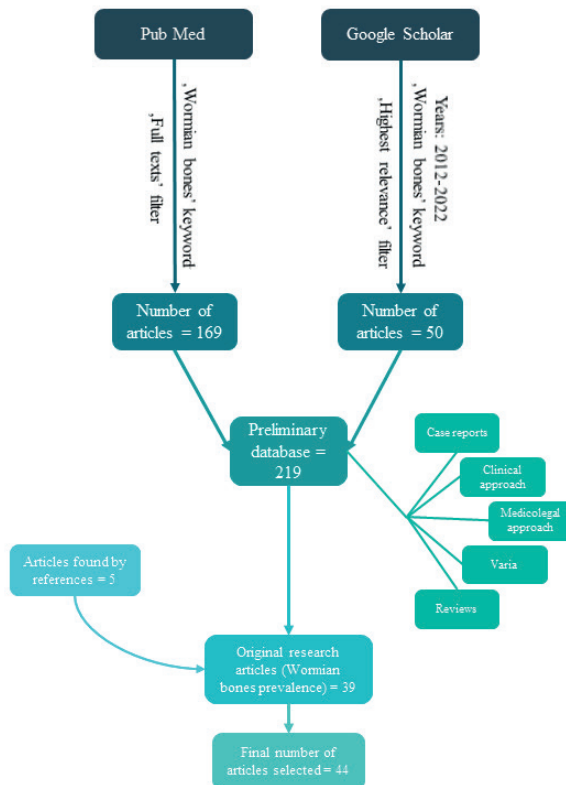 Pub Med
Google Scholar
‚Wormian bones’ keyword
‚Full texts’ filter
Years: 2012-2022
‚Wormian bones’ keyword
‚Highest relevance’ filter
Number of
articles = 169
Number of
articles = 50
Preliminary
database =
219
Case reports
Clinical
approach
Medicolegal
approach
Varia
Reviews
Articles found by
references = 5
Original research
articles (Wormian
bones prevalence) = 39
Final number of
articles selected = 44